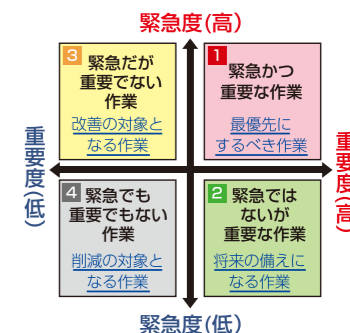 緊急度(高)
3
緊急だが
重要でない
作業
改善の対象と
なる作業
1
緊急かつ
重要な作業
最優先に
するべき作業
重要度(低)
重要度(高)
4
緊急でも
重要でもない
作業
削減の対象と
なる作業
2
緊急では
ないが
重要な作業
将来の備えに
なる作業
緊急度(低)